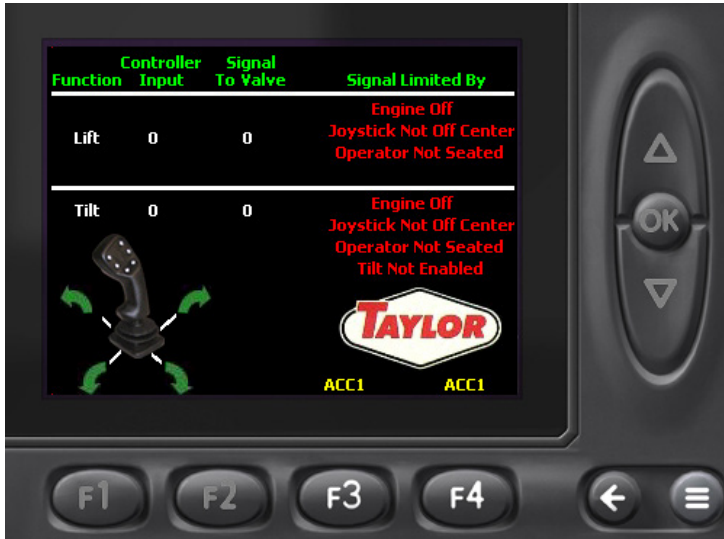 Controller Signal
Function Input To Valve Signal Limited By
Engine Off
Lift 0 0 Joystick Not Off Center
Operator Not Seated
Tilt 0 0 Engine Off
Joystick Not Off Center
Operator Not Seated
Tilt Not Enabled
TAYLOR
ACC1 ACC1
OK
F1 F2 F3 F4